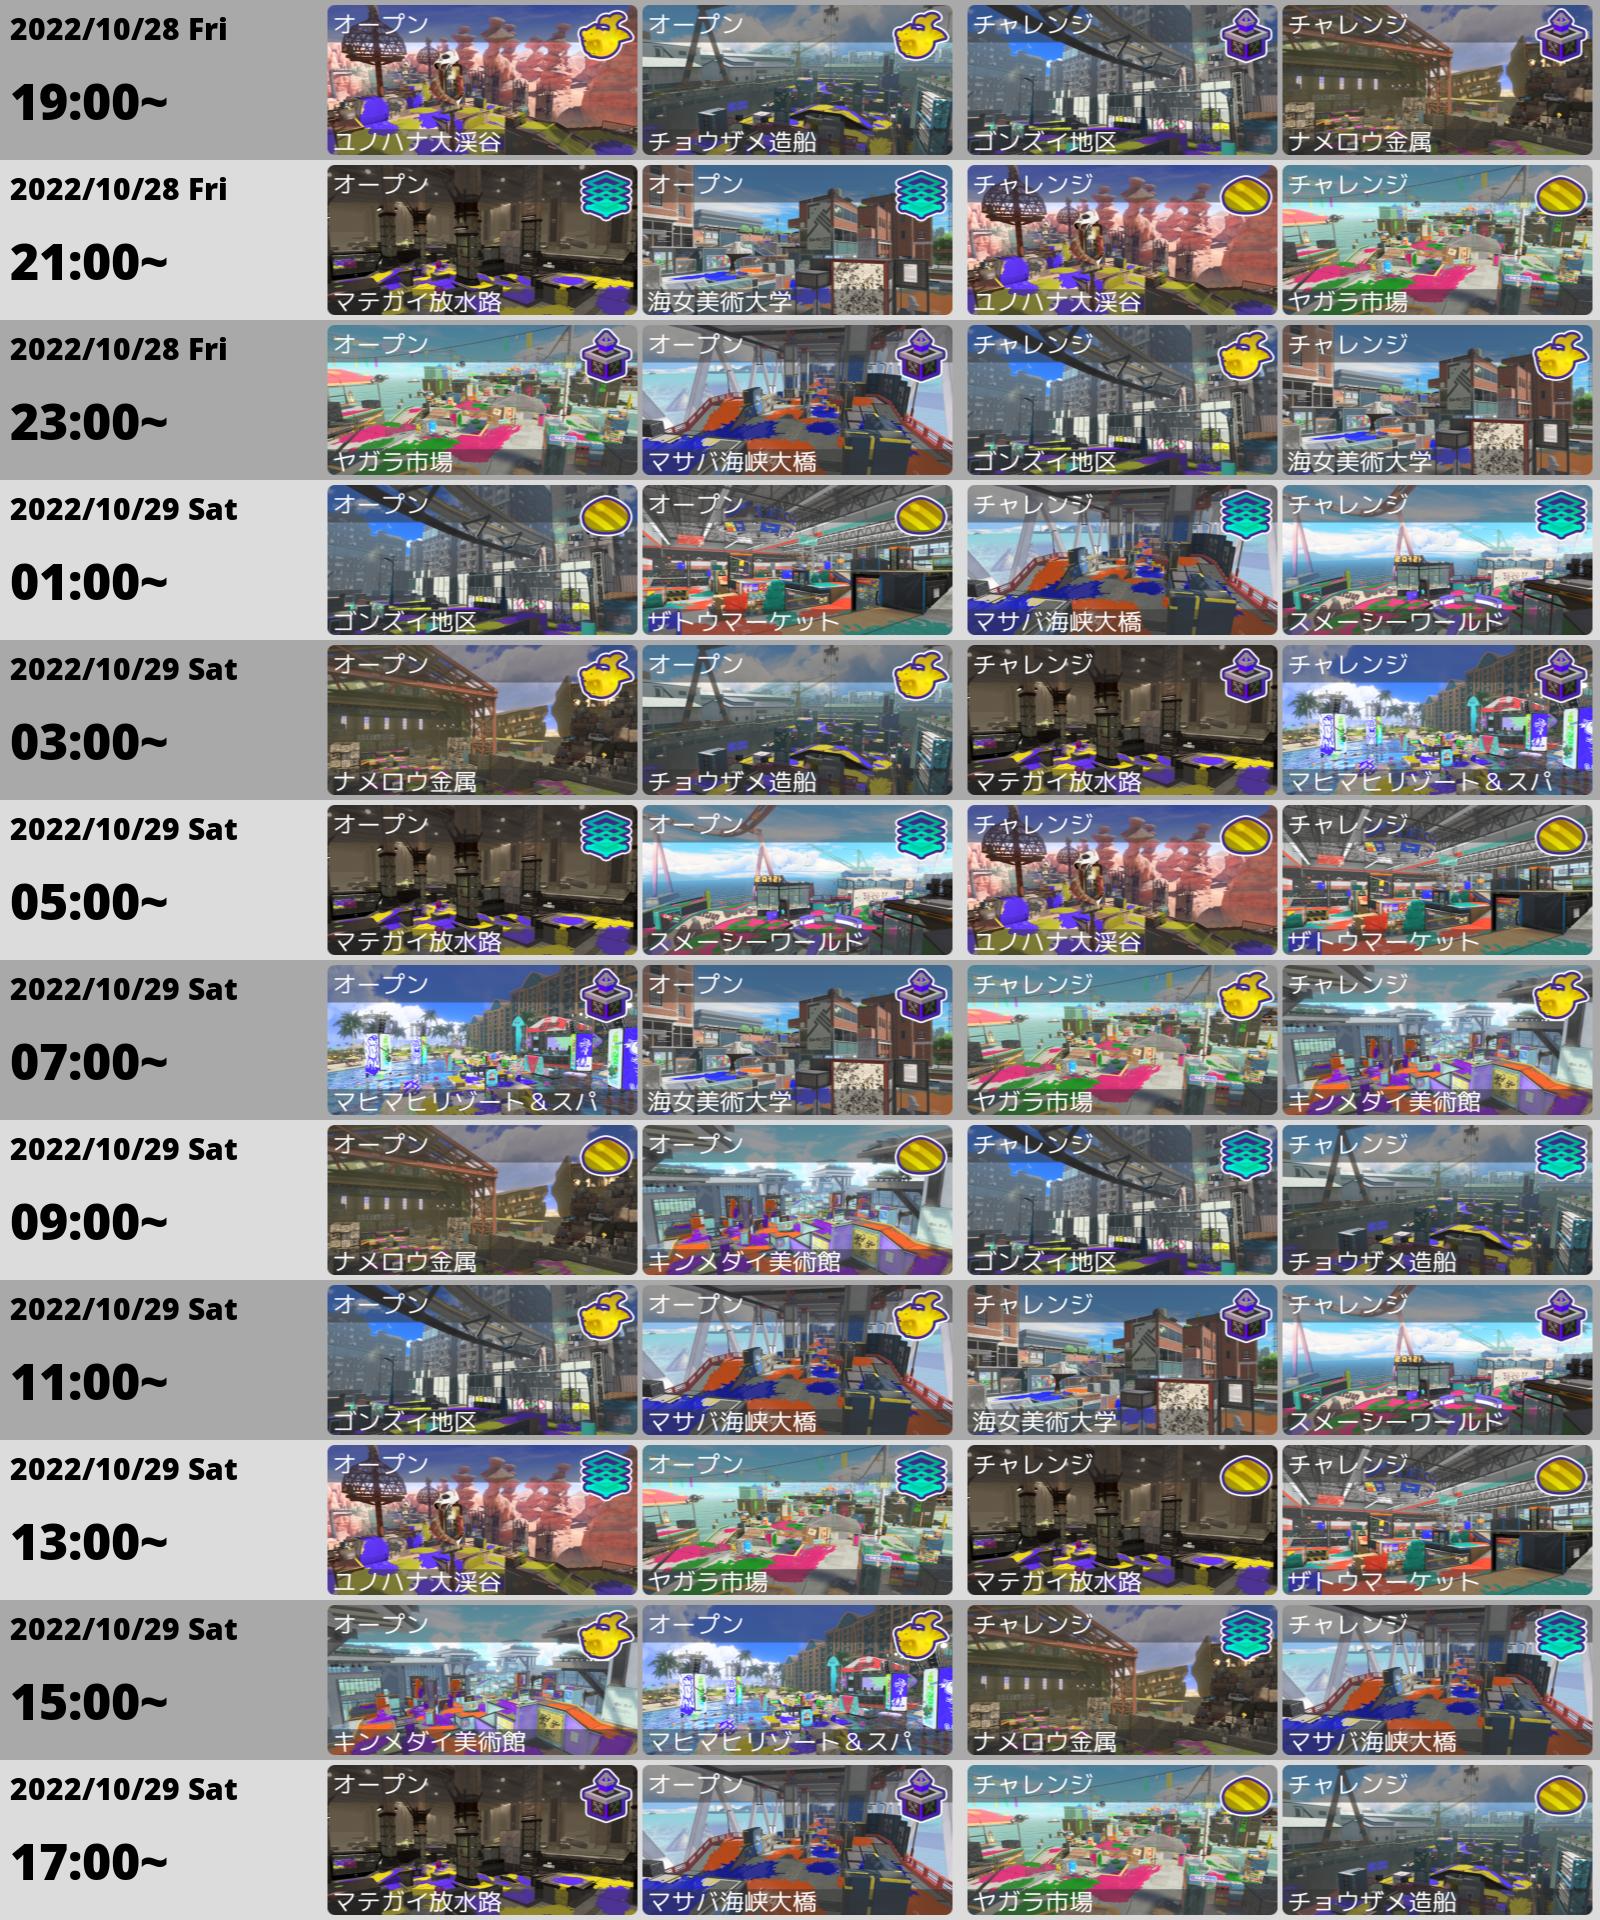 2022/10/28 Fri
19:00~
オープン
ユノハナ大渓谷
オープン
チョウザメ造船
チャレンジ
ゴンズイ地区
チャレンジ
ナメロウ金属
2022/10/28 Fri
21:00~
オープン
マテガイ放水路
オープン
海女美術大学
チャレンジ
ユノハナ大渓谷
チャレンジ
ヤガラ市場
2022/10/28 Fri
23:00~
オープン
ヤガラ市場
オープン
マサバ海峡大橋
チャレンジ
ゴンズイ地区
チャレンジ
海女美術大学
2022/10/29 Sat
01:00~
オープン
ゴンズイ地区
オープン
ザトウマーケット
チャレンジ
マサバ海峡大橋
チャレンジ
スメーシーワールド
2022/10/29 Sat
03:00~
オープン
ナメロウ金属
オープン
チョウザメ造船
チャレンジ
マテガイ放水路
チャレンジ
マヒマヒリゾート＆スパ
2022/10/29 Sat
05:00~
オープン
マテガイ放水路
オープン
スメーシーワールド
チャレンジ
ユノハナ大渓谷
チャレンジ
ザトウマーケット
2022/10/29 Sat
07:00~
オープン
マヒマヒリゾート＆スパ
オープン
海女美術大学
チャレンジ
ヤガラ市場
チャレンジ
キンメダイ美術館
2022/10/29 Sat
09:00~
オープン
ナメロウ金属
オープン
キンメダイ美術館
チャレンジ
ゴンズイ地区
チャレンジ
チョウザメ造船
2022/10/29 Sat
11:00~
オープン
ゴンズイ地区
オープン
マサバ海峡大橋
チャレンジ
海女美術大学
チャレンジ
スメーシーワールド
2022/10/29 Sat
13:00~
オープン
ユノハナ大渓谷
オープン
ヤガラ市場
チャレンジ
マテガイ放水路
チャレンジ
ザトウマーケット
2022/10/29 Sat
15:00~
オープン
キンメダイ美術館
オープン
マヒマヒリゾート＆スパ
チャレンジ
ナメロウ金属
チャレンジ
マサバ海峡大橋
2022/10/29 Sat
17:00~
オープン
マテガイ放水路
オープン
マサバ海峡大橋
チャレンジ
ヤガラ市場
チャレンジ
チョウザメ造船